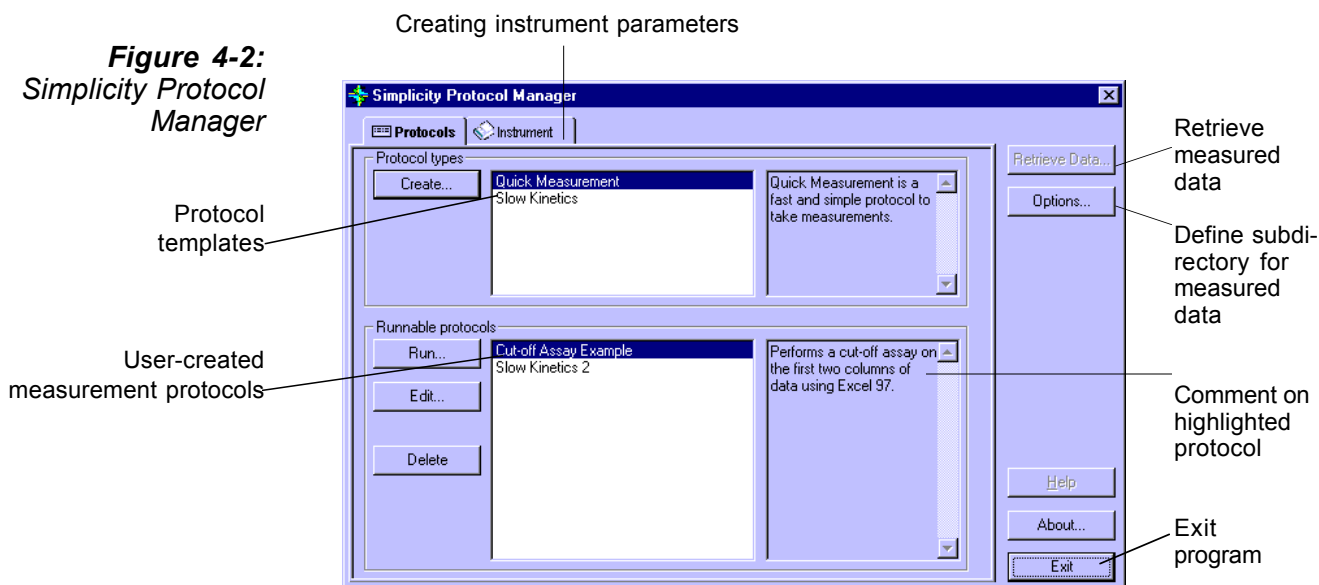 Creating instrument parameters
Figure 4-2:
Simplicity Protocol
Manager
Simplicity Protocol Manager
Protocols
Instrument
Protocol types
Create...
Quick Measurement
Slow Kinetics
Quick Measurement is a
fast and simple protocol to
take measurements.
Retrieve Data...
Options...
Retrieve
measured
data
Protocol
templates
Define subdi-
rectory for
measured
data
Runnable protocols
Run...
Edit...
Delete
Cut-off Assay Example
Slow Kinetics 2
Performs a cut-off assay on
the first two columns of
data using Excel 97.
User-created
measurement protocols
Comment on
highlighted
protocol
Help
About...
Exit
Exit
program